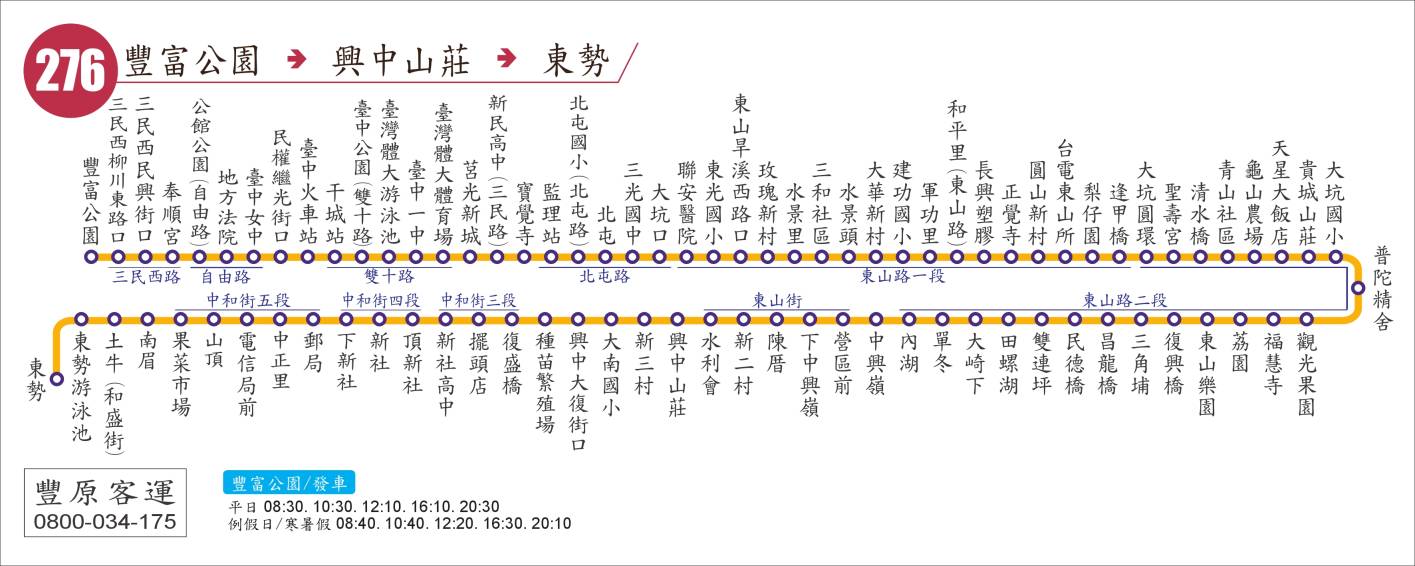 276
豐富公園 ➔ 興中山莊 ➔ 東勢
豐富公園
三民西柳川東路口
三民西民興街口
奉順宮
公館公園(自由路)
地方法院
臺中女中
民權繼光街口
臺中火車站
干城站
臺中公園(雙十路)
臺灣體大游泳池
臺中一中
臺灣體大體育場
莒光新城
新民高中(三民路)
寶覺寺
監理站
北屯國小(北屯路)
北屯
三光國中
大坑口
聯安醫院
東光國小
東山旱溪西路口
玫瑰新村
水景里
三和社區
水景頭
大華新村
建功國小
軍功里
和平里(東山路)
長興塑膠
正覺寺
圓山新村
台電東山所
梨仔園
逢甲橋
大坑圓環
聖壽宮
清水橋
青山社區
龜山農場
天星大飯店
貴城山莊
大坑國小
三民西路
自由路
雙十路
北屯路
東山路一段
普陀精舍
中和街五段
中和街四段
中和街三段
東山街
東山路二段
東勢
東勢游泳池
土牛(和盛街)
南眉
果菜市場
山頂
電信局前
中正里
郵局
下新社
新社
頂新社
新社高中
擺頭店
復盛橋
種苗繁殖場
興中大復街口
大南國小
新三村
興中山莊
水利會
新二村
陳厝
下中興嶺
營區前
中興嶺
內湖
單冬
大崎下
田螺湖
雙連坪
民德橋
昌龍橋
三角埔
復興橋
東山樂園
荔園
福慧寺
觀光果園
豐原客運
0800-034-175
豐富公園/發車
平日 08:30. 10:30. 12:10. 16:10. 20:30
例假日/寒暑假 08:40. 10:40. 12:20. 16:30. 20:10